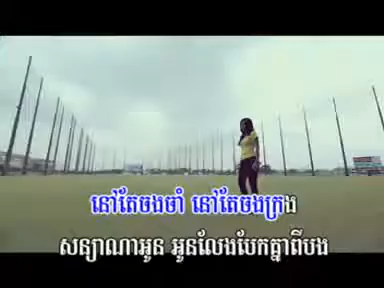 នៅតែចងចាំ នៅតែចងក្រង
សន្យាណាអូន អូនលែងបែកគ្នាពីបង